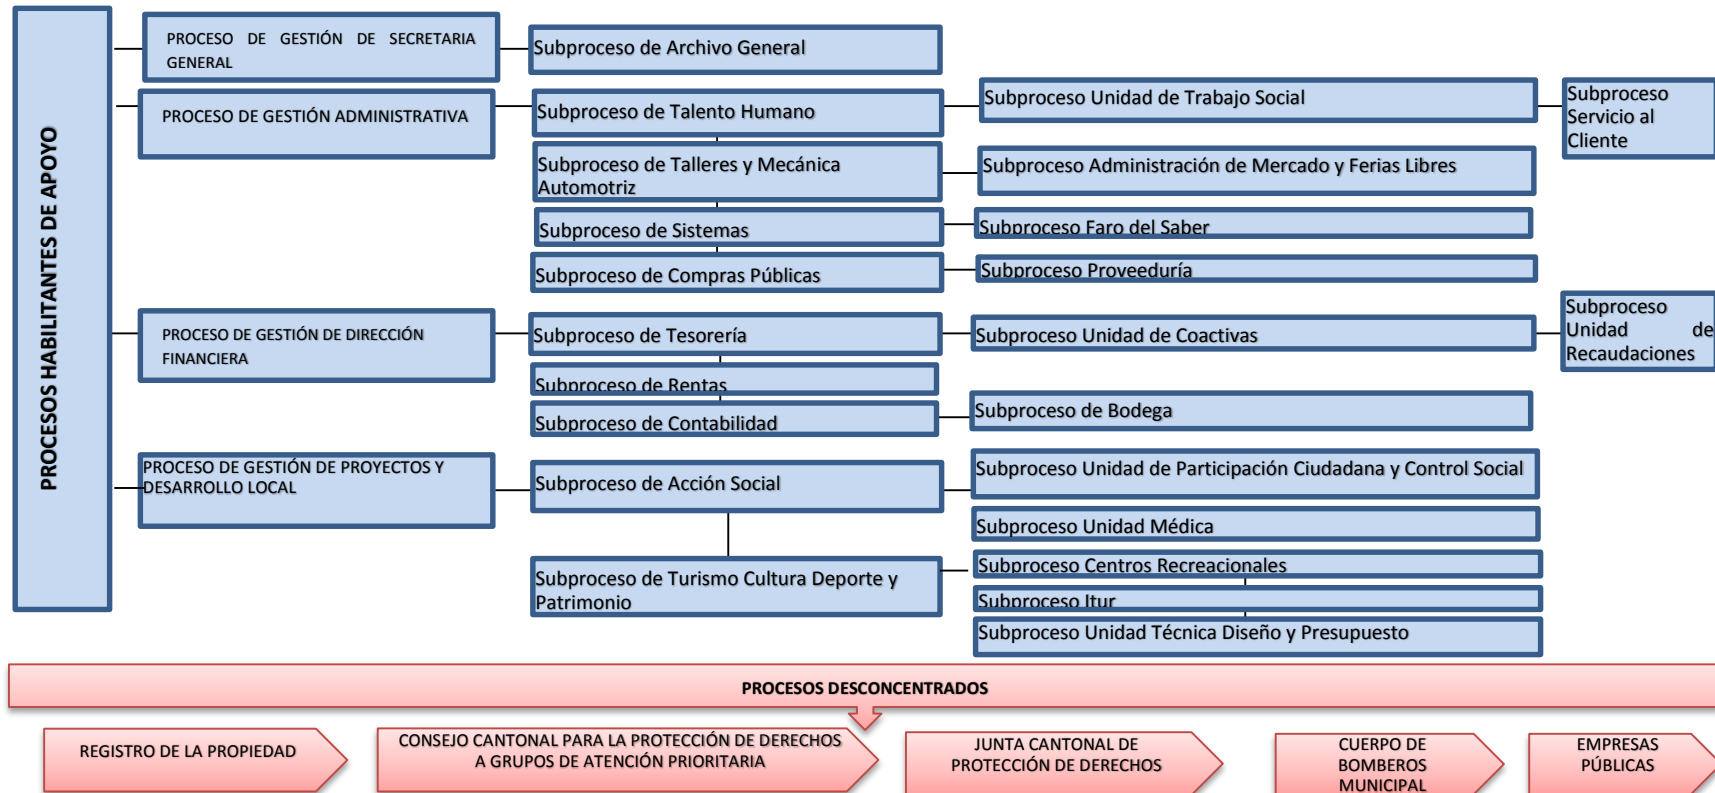 PROCESOS HABILITANTES DE APOYO
PROCESO DE GESTIÓN DE SECRETARIA
GENERAL
Subproceso de Archivo General
PROCESO DE GESTIÓN ADMINISTRATIVA
Subproceso de Talento Humano
Subproceso Unidad de Trabajo Social
Subproceso
Servicio al
Cliente
Subproceso de Talleres y Mecánica
Automotriz
Subproceso Administración de Mercado y Ferias Libres
Subproceso de Sistemas
Subproceso Faro del Saber
Subproceso de Compras Públicas
Subproceso Proveeduría
PROCESO DE GESTIÓN DE DIRECCIÓN
FINANCIERA
Subproceso de Tesorería
Subproceso Unidad de Coactivas
Subproceso
Unidad de
Recaudaciones
Subproceso de Rentas
Subproceso de Contabilidad
Subproceso de Bodega
PROCESO DE GESTIÓN DE PROYECTOS Y
DESARROLLO LOCAL
Subproceso de Acción Social
Subproceso Unidad de Participación Ciudadana y Control Social
Subproceso Unidad Médica
Subproceso de Turismo Cultura Deporte y
Patrimonio
Subproceso Centros Recreacionales
Subproceso Itur
Subproceso Unidad Técnica Diseño y Presupuesto
PROCESOS DESCONCENTRADOS
REGISTRO DE LA PROPIEDAD
CONSEJO CANTONAL PARA LA PROTECCIÓN DE DERECHOS
A GRUPOS DE ATENCIÓN PRIORITARIA
JUNTA CANTONAL DE
PROTECCIÓN DE DERECHOS
CUERPO DE
BOMBEROS
MUNICIPAL
EMPRESAS
PÚBLICAS